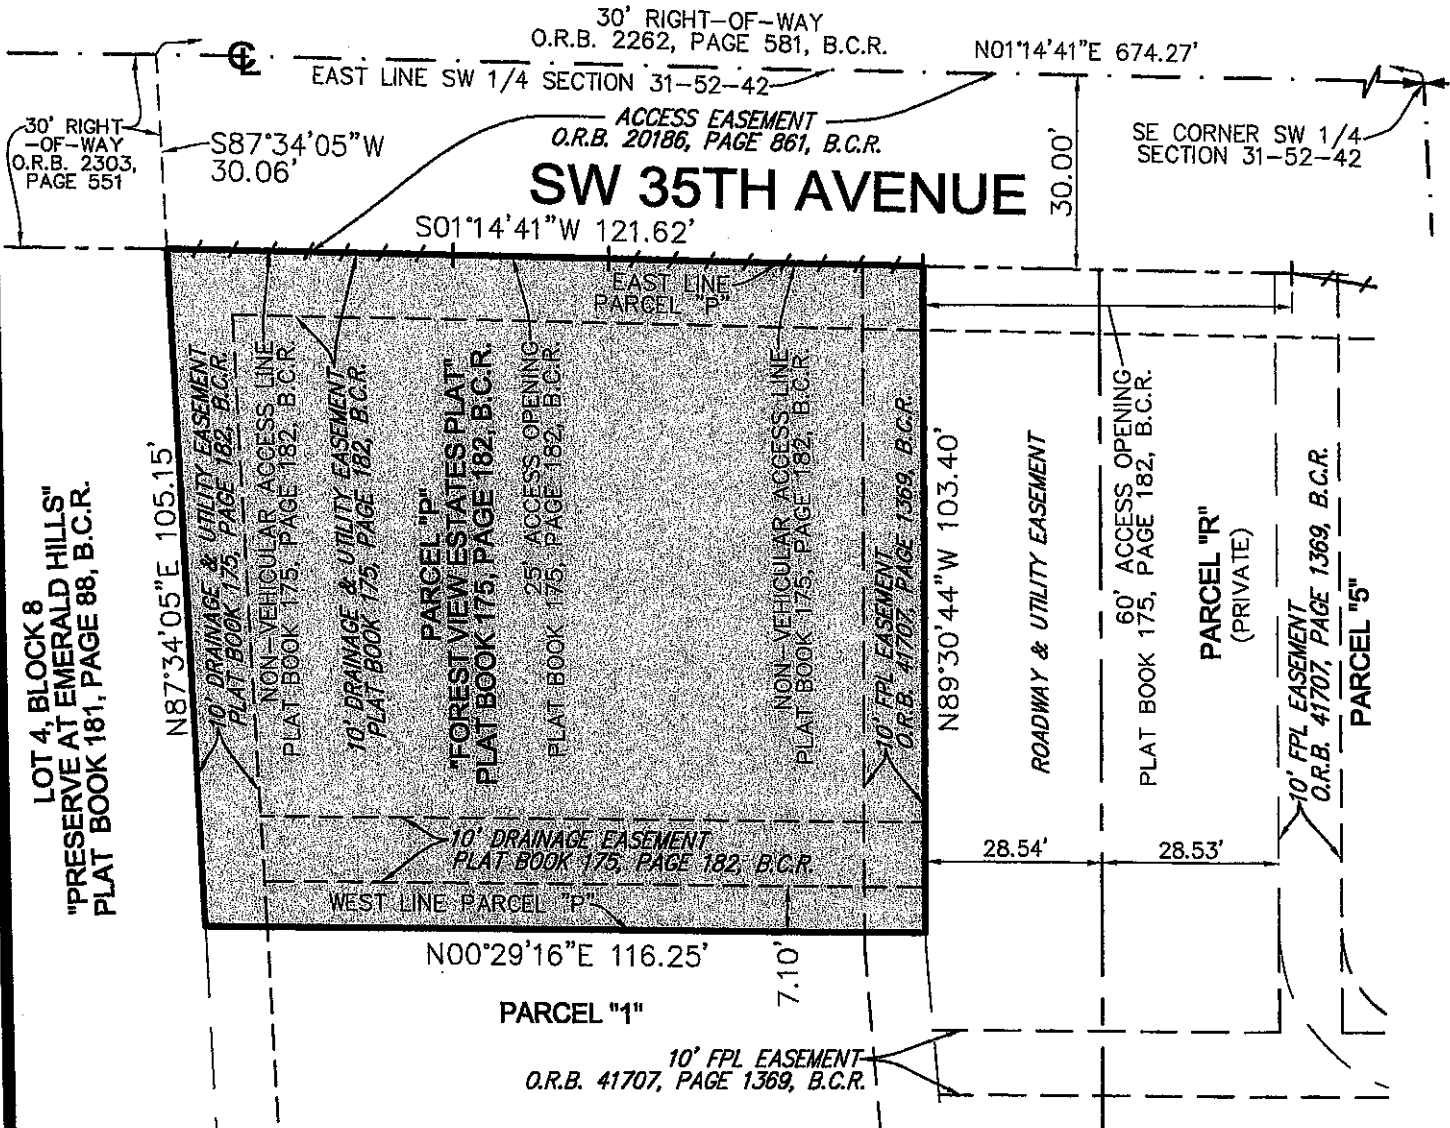 30' RIGHT-OF-WAY
O.R.B. 2262, PAGE 581, B.C.R.
N01°14'41"E 674.27'
℄
EAST LINE SW 1/4 SECTION 31-52-42
30' RIGHT
-OF-WAY
O.R.B. 2303,
PAGE 551
S87°34'05"W
30.06'
ACCESS EASEMENT
O.R.B. 20186, PAGE 861, B.C.R.
SE CORNER SW 1/4
SECTION 31-52-42
SW 35TH AVENUE
30.00'
S01°14'41"W 121.62'
EAST LINE
PARCEL "P"
LOT 4, BLOCK 8
"PRESERVE AT EMERALD HILLS"
PLAT BOOK 181, PAGE 88, B.C.R.
N87°34'05"E 105.15'
10' DRAINAGE & UTILITY EASEMENT
PLAT BOOK 175, PAGE 182, B.C.R.
NON-VEHICULAR ACCESS LINE
PLAT BOOK 175, PAGE 182, B.C.R.
10' DRAINAGE & UTILITY EASEMENT
PLAT BOOK 175, PAGE 182, B.C.R.
PARCEL "P"
"FOREST VIEW ESTATES PLAT"
PLAT BOOK 175, PAGE 182, B.C.R.
25' ACCESS OPENING
PLAT BOOK 175, PAGE 182, B.C.R.
NON-VEHICULAR ACCESS LINE
PLAT BOOK 175, PAGE 182, B.C.R.
10' FPL EASEMENT
O.R.B. 41707, PAGE 1369, B.C.R.
N89°30'44"W 103.40'
ROADWAY & UTILITY EASEMENT
60' ACCESS OPENING
PLAT BOOK 175, PAGE 182, B.C.R.
PARCEL "R"
(PRIVATE)
10' FPL EASEMENT
O.R.B. 41707, PAGE 1369, B.C.R.
PARCEL "5"
10' DRAINAGE EASEMENT
PLAT BOOK 175, PAGE 182, B.C.R.
28.54'
28.53'
WEST LINE PARCEL "P"
N00°29'16"E 116.25'
7.10'
PARCEL "1"
10' FPL EASEMENT
O.R.B. 41707, PAGE 1369, B.C.R.